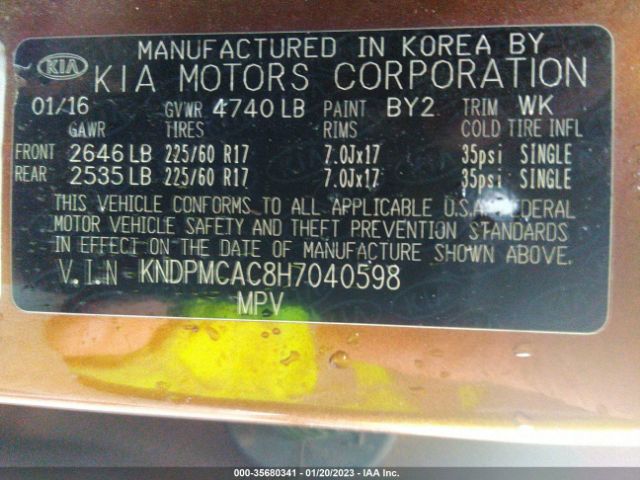 MANUFACTURED IN KOREA BY
KIA KIA MOTORS CORPORATION
01/16 GVWR 4740 LB PAINT BY2 TRIM WK
GAWR TIRES RIMS COLD TIRE INFL
FRONT 2646 LB 225/60 R17 7.0Jx17 35psi SINGLE
REAR 2535 LB 225/60 R17 7.0Jx17 35psi SINGLE
THIS VEHICLE CONFORMS TO ALL APPLICABLE U.S.A. FEDERAL
MOTOR VEHICLE SAFETY AND THEFT PREVENTION STANDARDS
IN EFFECT ON THE DATE OF MANUFACTURE SHOWN ABOVE.
V.I.N KNDPMCAC8H7040598
MPV
000-35680341 | 01/20/2023 - IAA Inc.